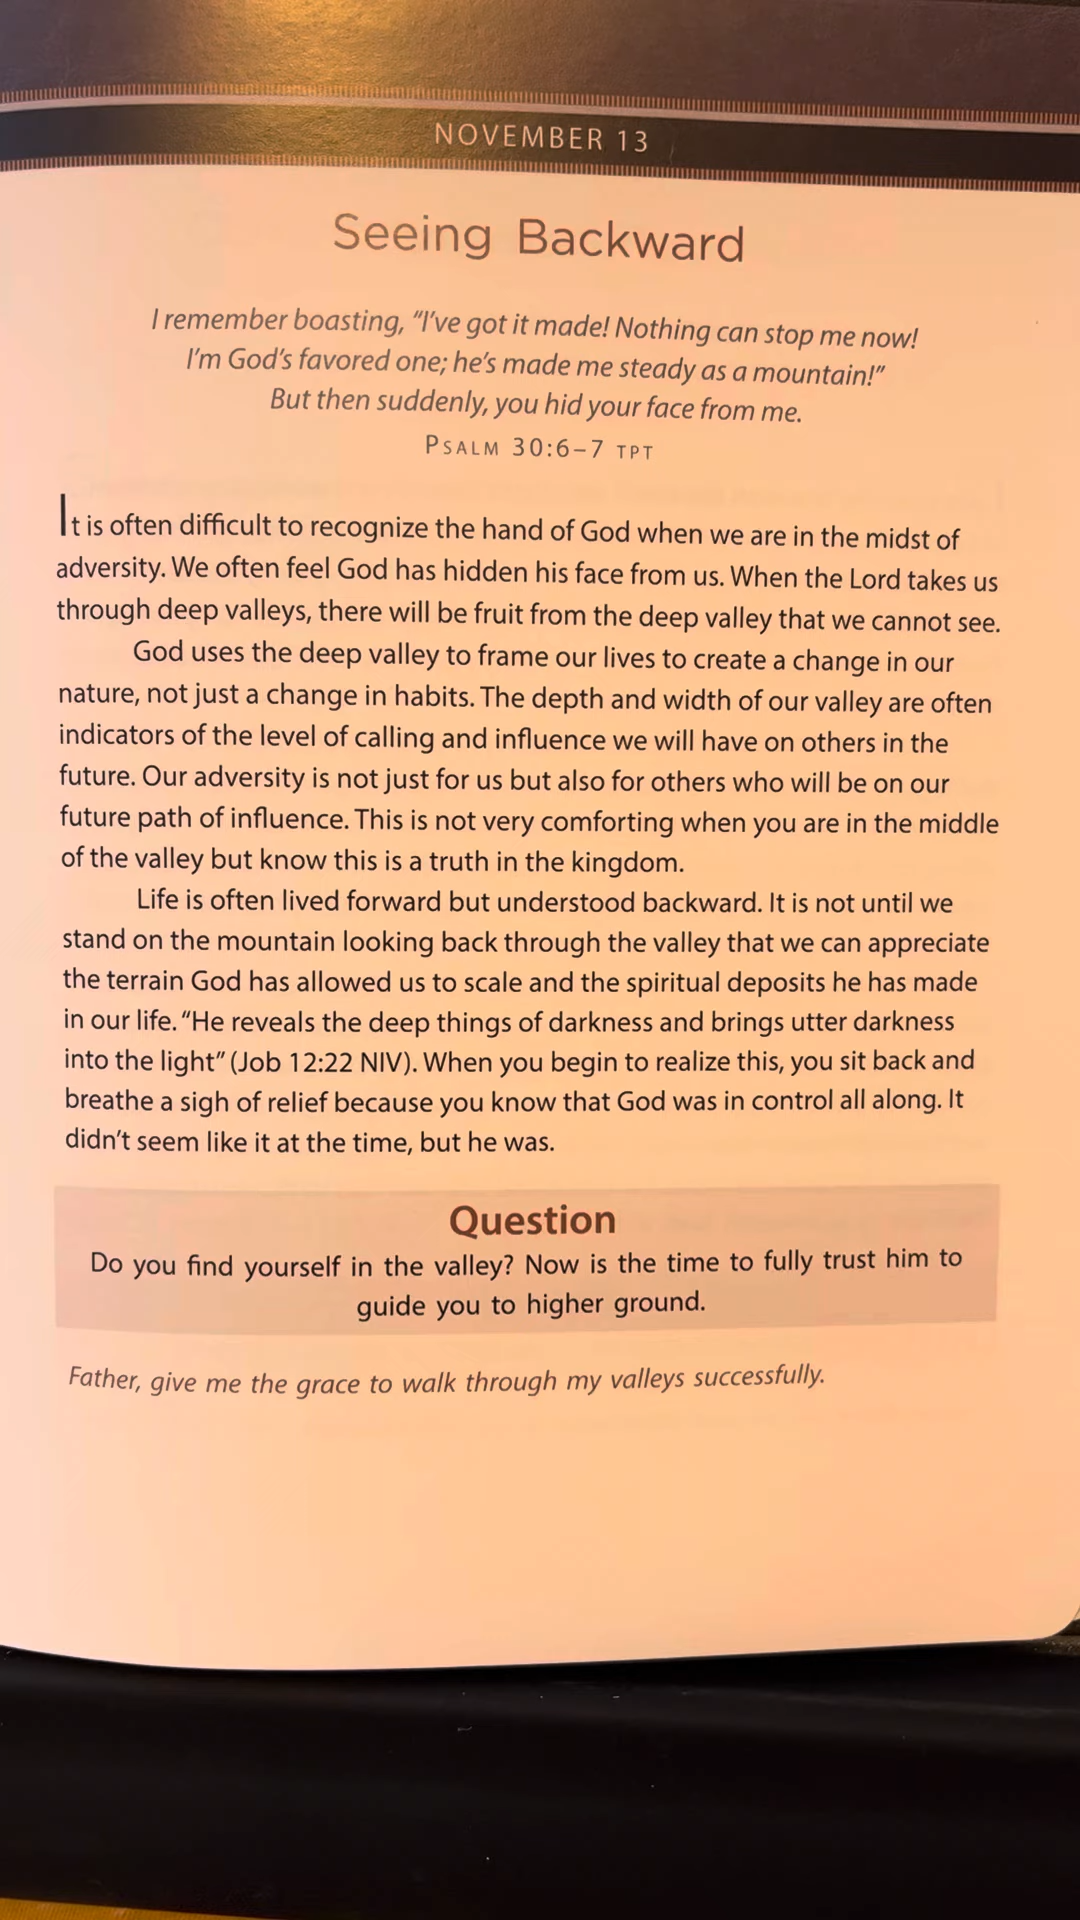 NOVEMBER 13
Seeing Backward
I remember boasting, “I’ve got it made! Nothing can stop me now!
I’m God’s favored one; he’s made me steady as a mountain!”
But then suddenly, you hid your face from me.
PSALM 30:6–7 TPT
It is often difficult to recognize the hand of God when we are in the midst of
adversity. We often feel God has hidden his face from us. When the Lord takes us
through deep valleys, there will be fruit from the deep valley that we cannot see.
God uses the deep valley to frame our lives to create a change in our
nature, not just a change in habits. The depth and width of our valley are often
indicators of the level of calling and influence we will have on others in the
future. Our adversity is not just for us but also for others who will be on our
future path of influence. This is not very comforting when you are in the middle
of the valley but know this is a truth in the kingdom.
Life is often lived forward but understood backward. It is not until we
stand on the mountain looking back through the valley that we can appreciate
the terrain God has allowed us to scale and the spiritual deposits he has made
in our life. “He reveals the deep things of darkness and brings utter darkness
into the light” (Job 12:22 NIV). When you begin to realize this, you sit back and
breathe a sigh of relief because you know that God was in control all along. It
didn’t seem like it at the time, but he was.
Question
Do you find yourself in the valley? Now is the time to fully trust him to
guide you to higher ground.
Father, give me the grace to walk through my valleys successfully.